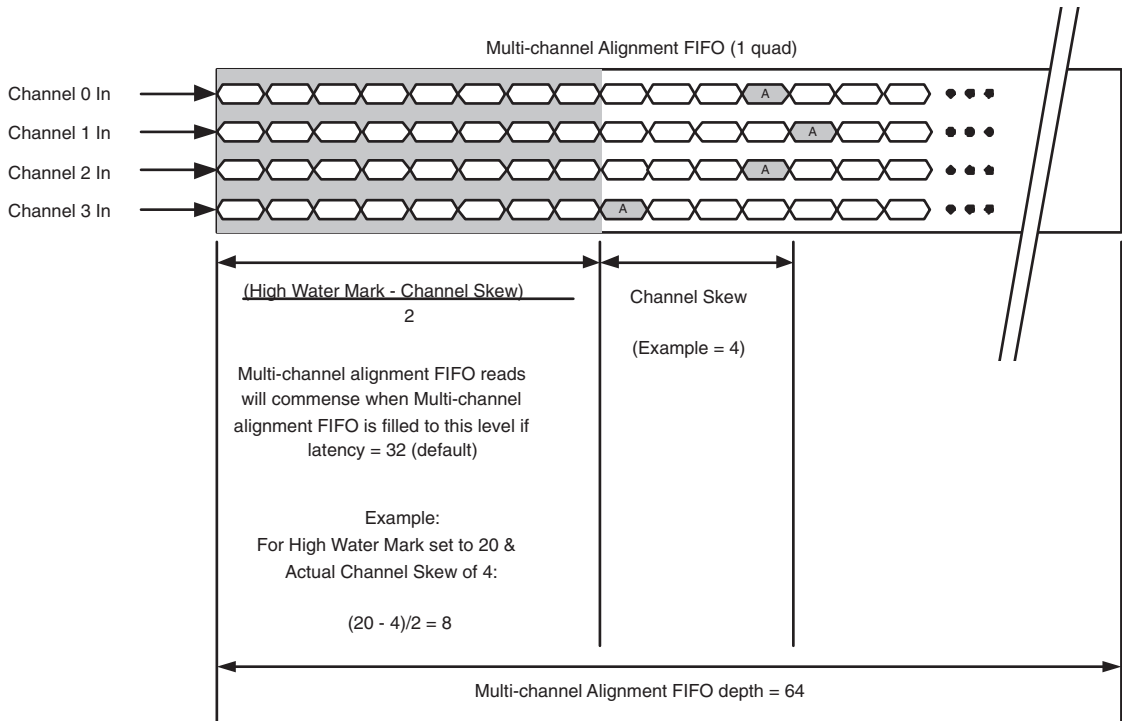 Multi-channel Alignment FIFO (1 quad)
Channel 0 In
A
Channel 1 In
A
Channel 2 In
A
Channel 3 In
A
(High Water Mark - Channel Skew)
2
Channel Skew
(Example = 4)
Multi-channel alignment FIFO reads
will commense when Multi-channel
alignment FIFO is filled to this level if
latency = 32 (default)
Example:
For High Water Mark set to 20 &
Actual Channel Skew of 4:
(20 - 4)/2 = 8
Multi-channel Alignment FIFO depth = 64